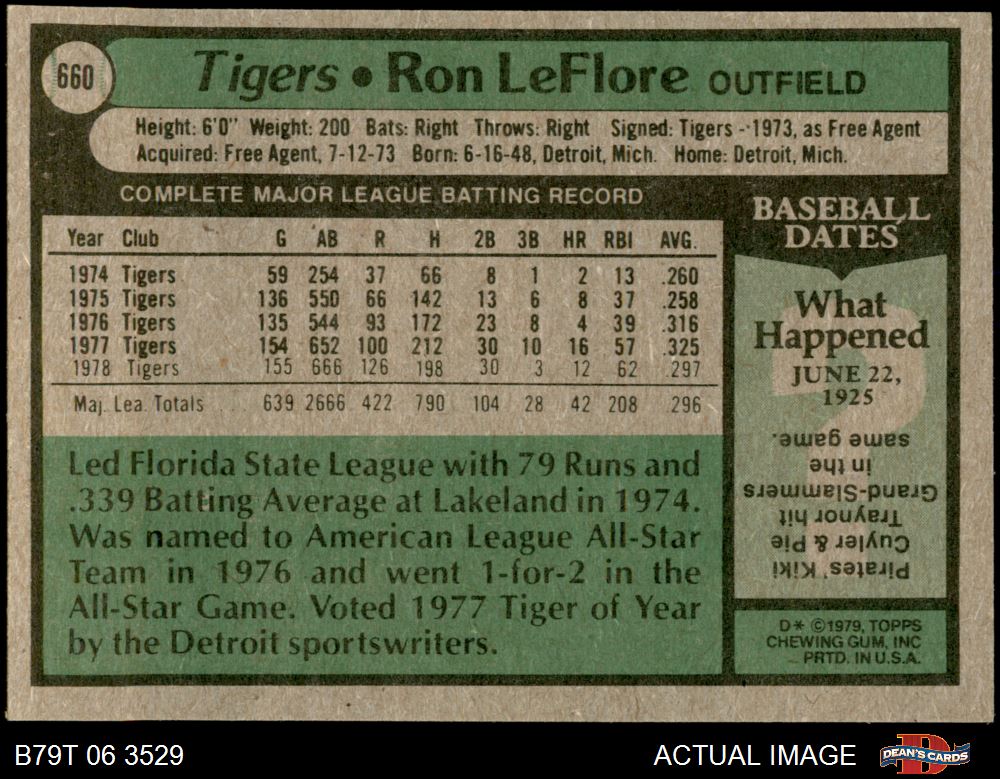 660
Tigers • Ron LeFlore OUTFIELD
Height: 6'0" Weight: 200 Bats: Right Throws: Right Signed: Tigers - 1973, as Free Agent
Acquired: Free Agent, 7-12-73 Born: 6-16-48, Detroit, Mich. Home: Detroit, Mich.
COMPLETE MAJOR LEAGUE BATTING RECORD
Year Club G AB R H 2B 3B HR RBI AVG.
1974 Tigers 59 254 37 66 8 1 2 13 .260
1975 Tigers 136 550 66 142 13 6 8 37 .258
1976 Tigers 135 544 93 172 23 8 4 39 .316
1977 Tigers 154 652 100 212 30 10 16 57 .325
1978 Tigers 155 666 126 198 30 3 12 62 .297
Maj. Lea. Totals ... 639 2666 422 790 104 28 42 208 .296
Led Florida State League with 79 Runs and
.339 Batting Average at Lakeland in 1974.
Was named to American League All-Star
Team in 1976 and went 1-for-2 in the
All-Star Game. Voted 1977 Tiger of Year
by the Detroit sportswriters.
BASEBALL
DATES
What
Happened
JUNE 22,
1925
Pirates' Kiki
Cuyler & Pie
Traynor hit
Grand-Slammers
in the
same game.
D* ©1979, TOPPS
CHEWING GUM, INC
PRTD. IN U.S.A.
B79T 06 3529
ACTUAL IMAGE
DEAN'S CARDS